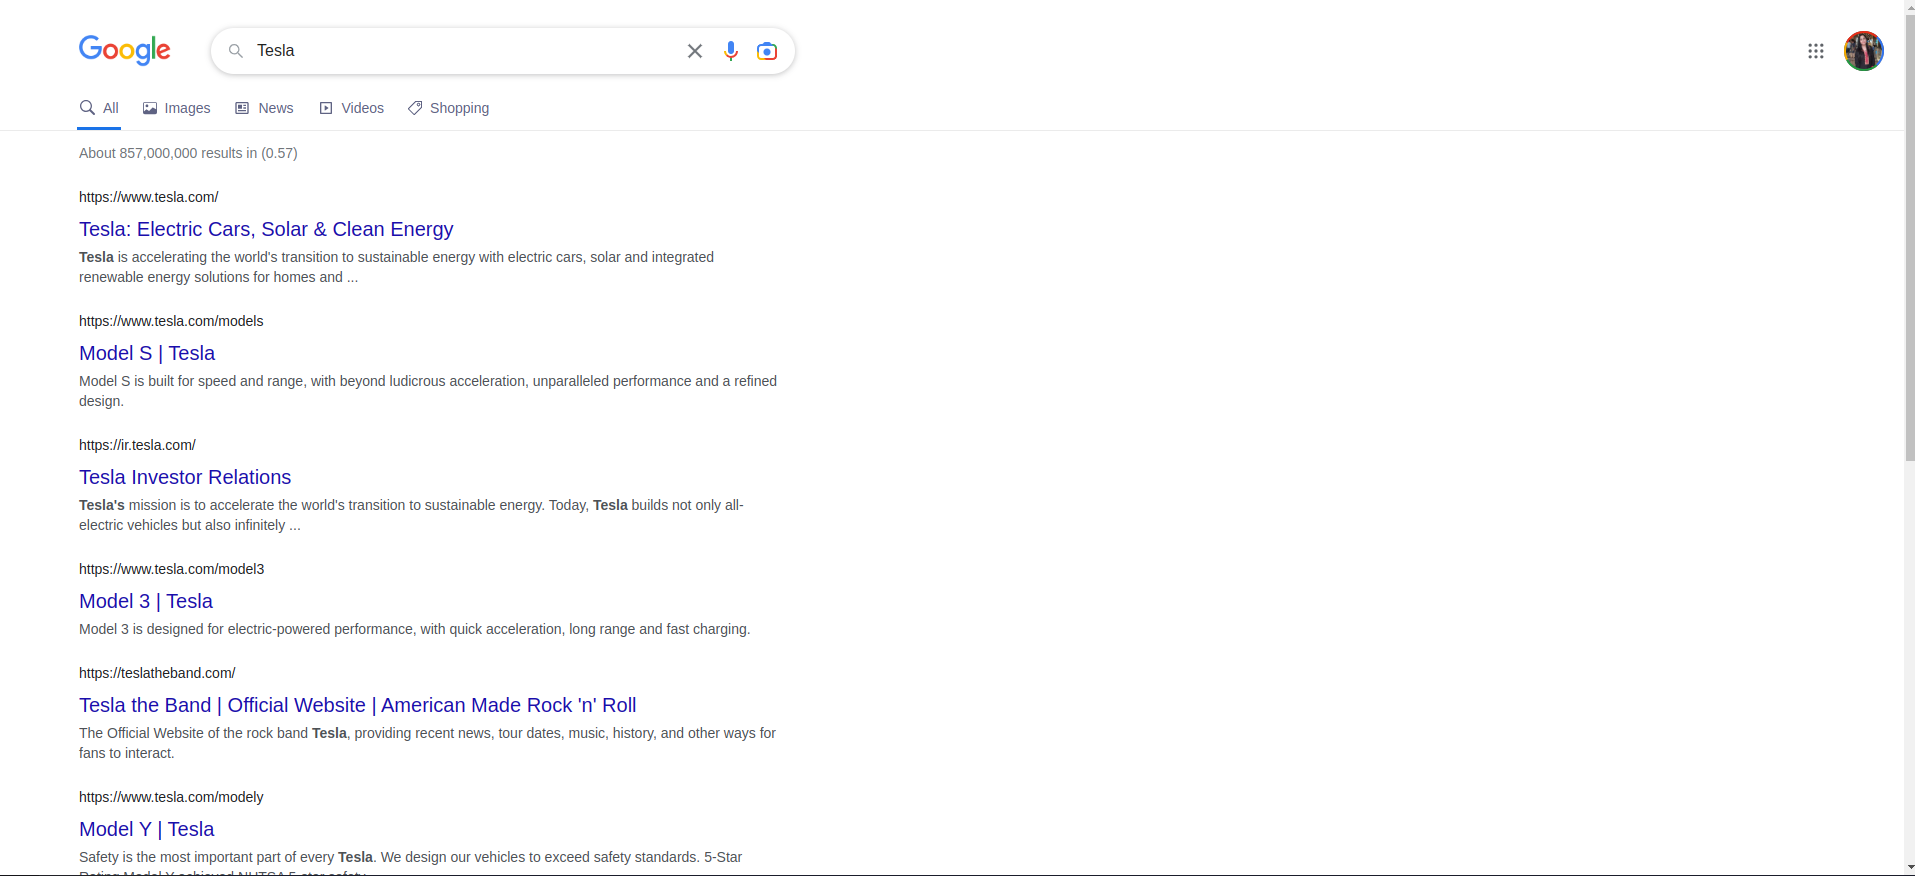 Google
Tesla
All Images News Videos Shopping
About 857,000,000 results in (0.57)
https://www.tesla.com/
Tesla: Electric Cars, Solar & Clean Energy
Tesla is accelerating the world's transition to sustainable energy with electric cars, solar and integrated
renewable energy solutions for homes and ...
https://www.tesla.com/models
Model S | Tesla
Model S is built for speed and range, with beyond ludicrous acceleration, unparalleled performance and a refined
design.
https://ir.tesla.com/
Tesla Investor Relations
Tesla's mission is to accelerate the world's transition to sustainable energy. Today, Tesla builds not only all-
electric vehicles but also infinitely ...
https://www.tesla.com/model3
Model 3 | Tesla
Model 3 is designed for electric-powered performance, with quick acceleration, long range and fast charging.
https://teslatheband.com/
Tesla the Band | Official Website | American Made Rock 'n' Roll
The Official Website of the rock band Tesla, providing recent news, tour dates, music, history, and other ways for
fans to interact.
https://www.tesla.com/modely
Model Y | Tesla
Safety is the most important part of every Tesla. We design our vehicles to exceed safety standards. 5-Star